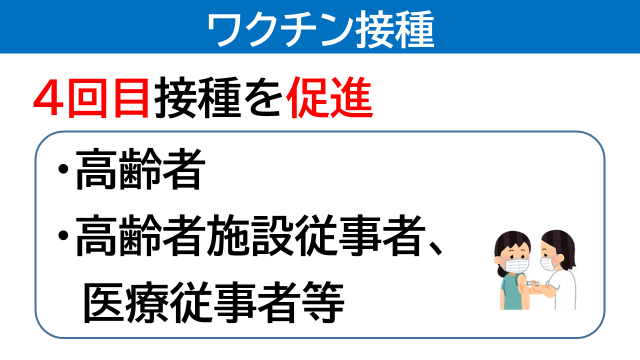 ワクチン接種
4回目接種を促進
・高齢者
・高齢者施設従事者、
医療従事者等